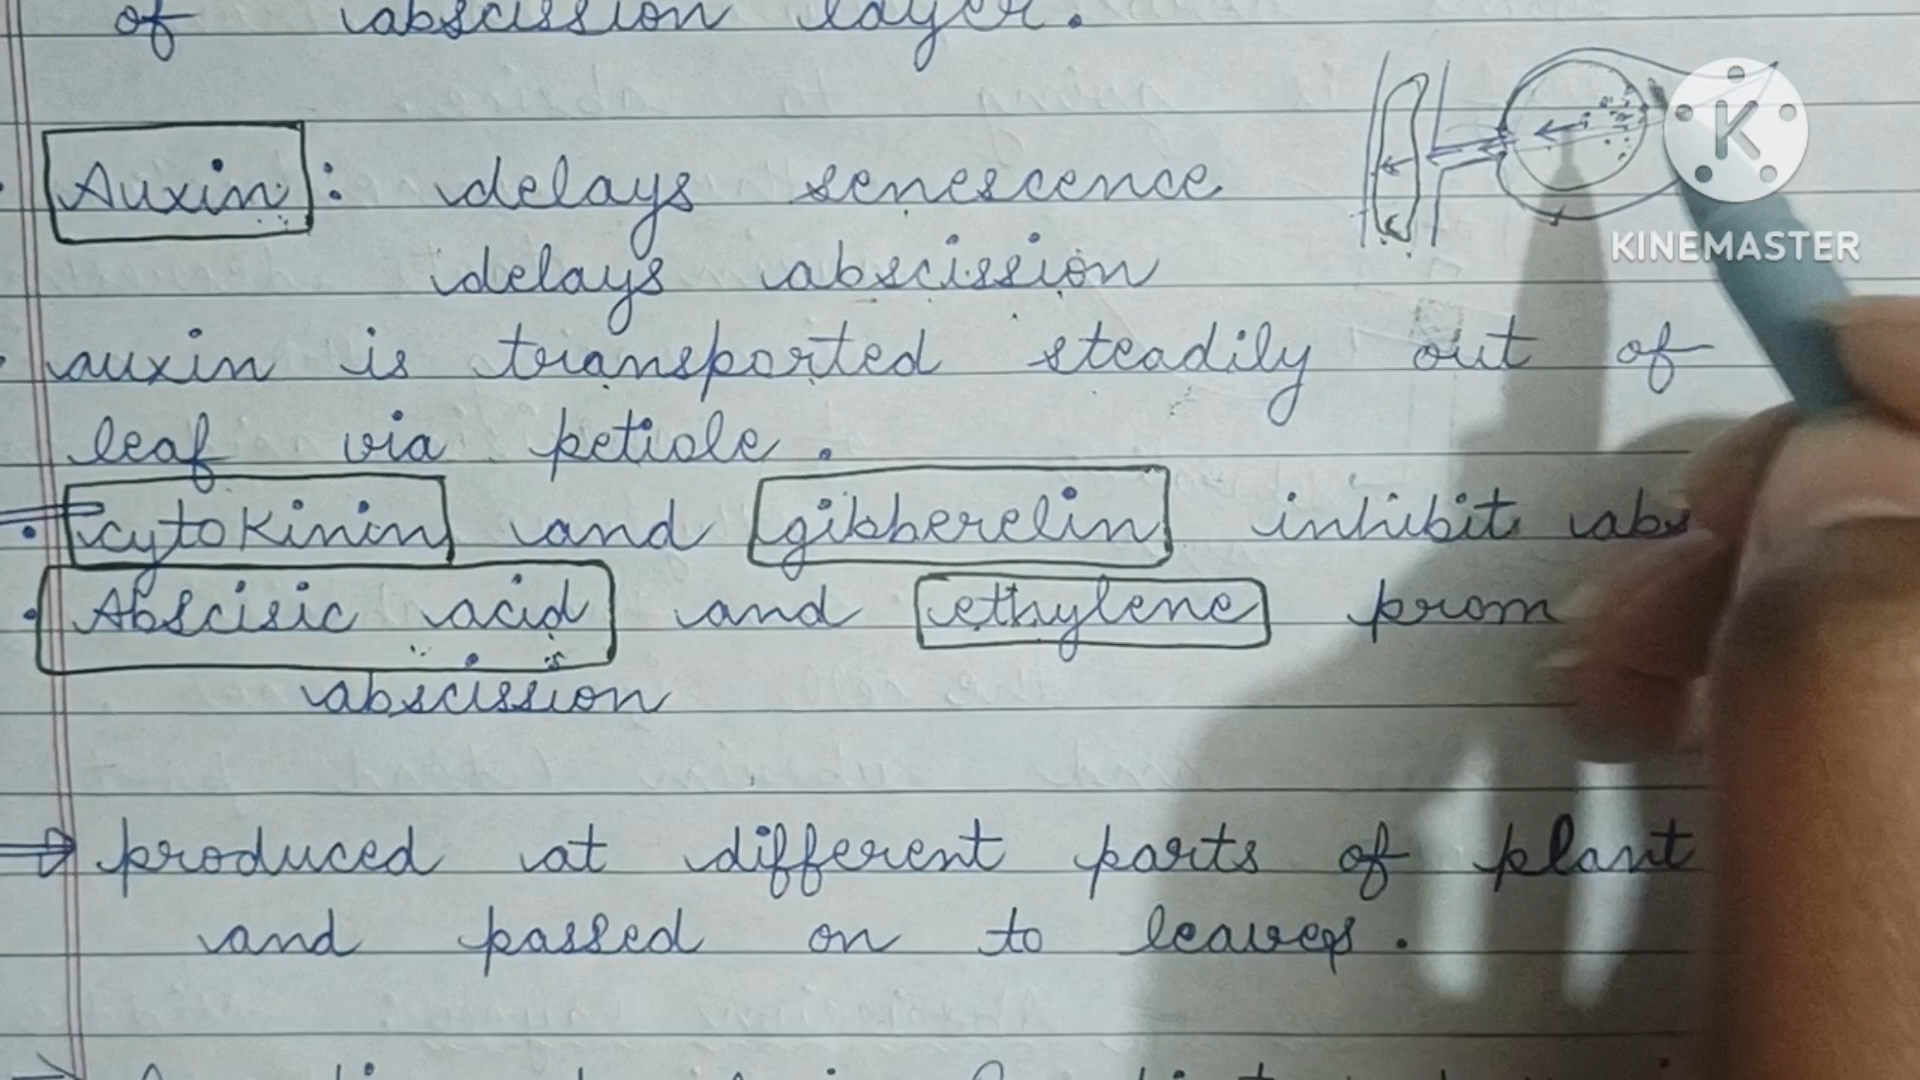 of abscission layer.
K
KINEMASTER
Auxin : delays senescence
delays abscission
auxin is transported steadily out of
leaf via petiole.
• cytokinin and gibberelin inhibit abs
• Abscisic acid and ethylene prom
abscission
⇒ produced at different parts of plant
and passed on to leaves.